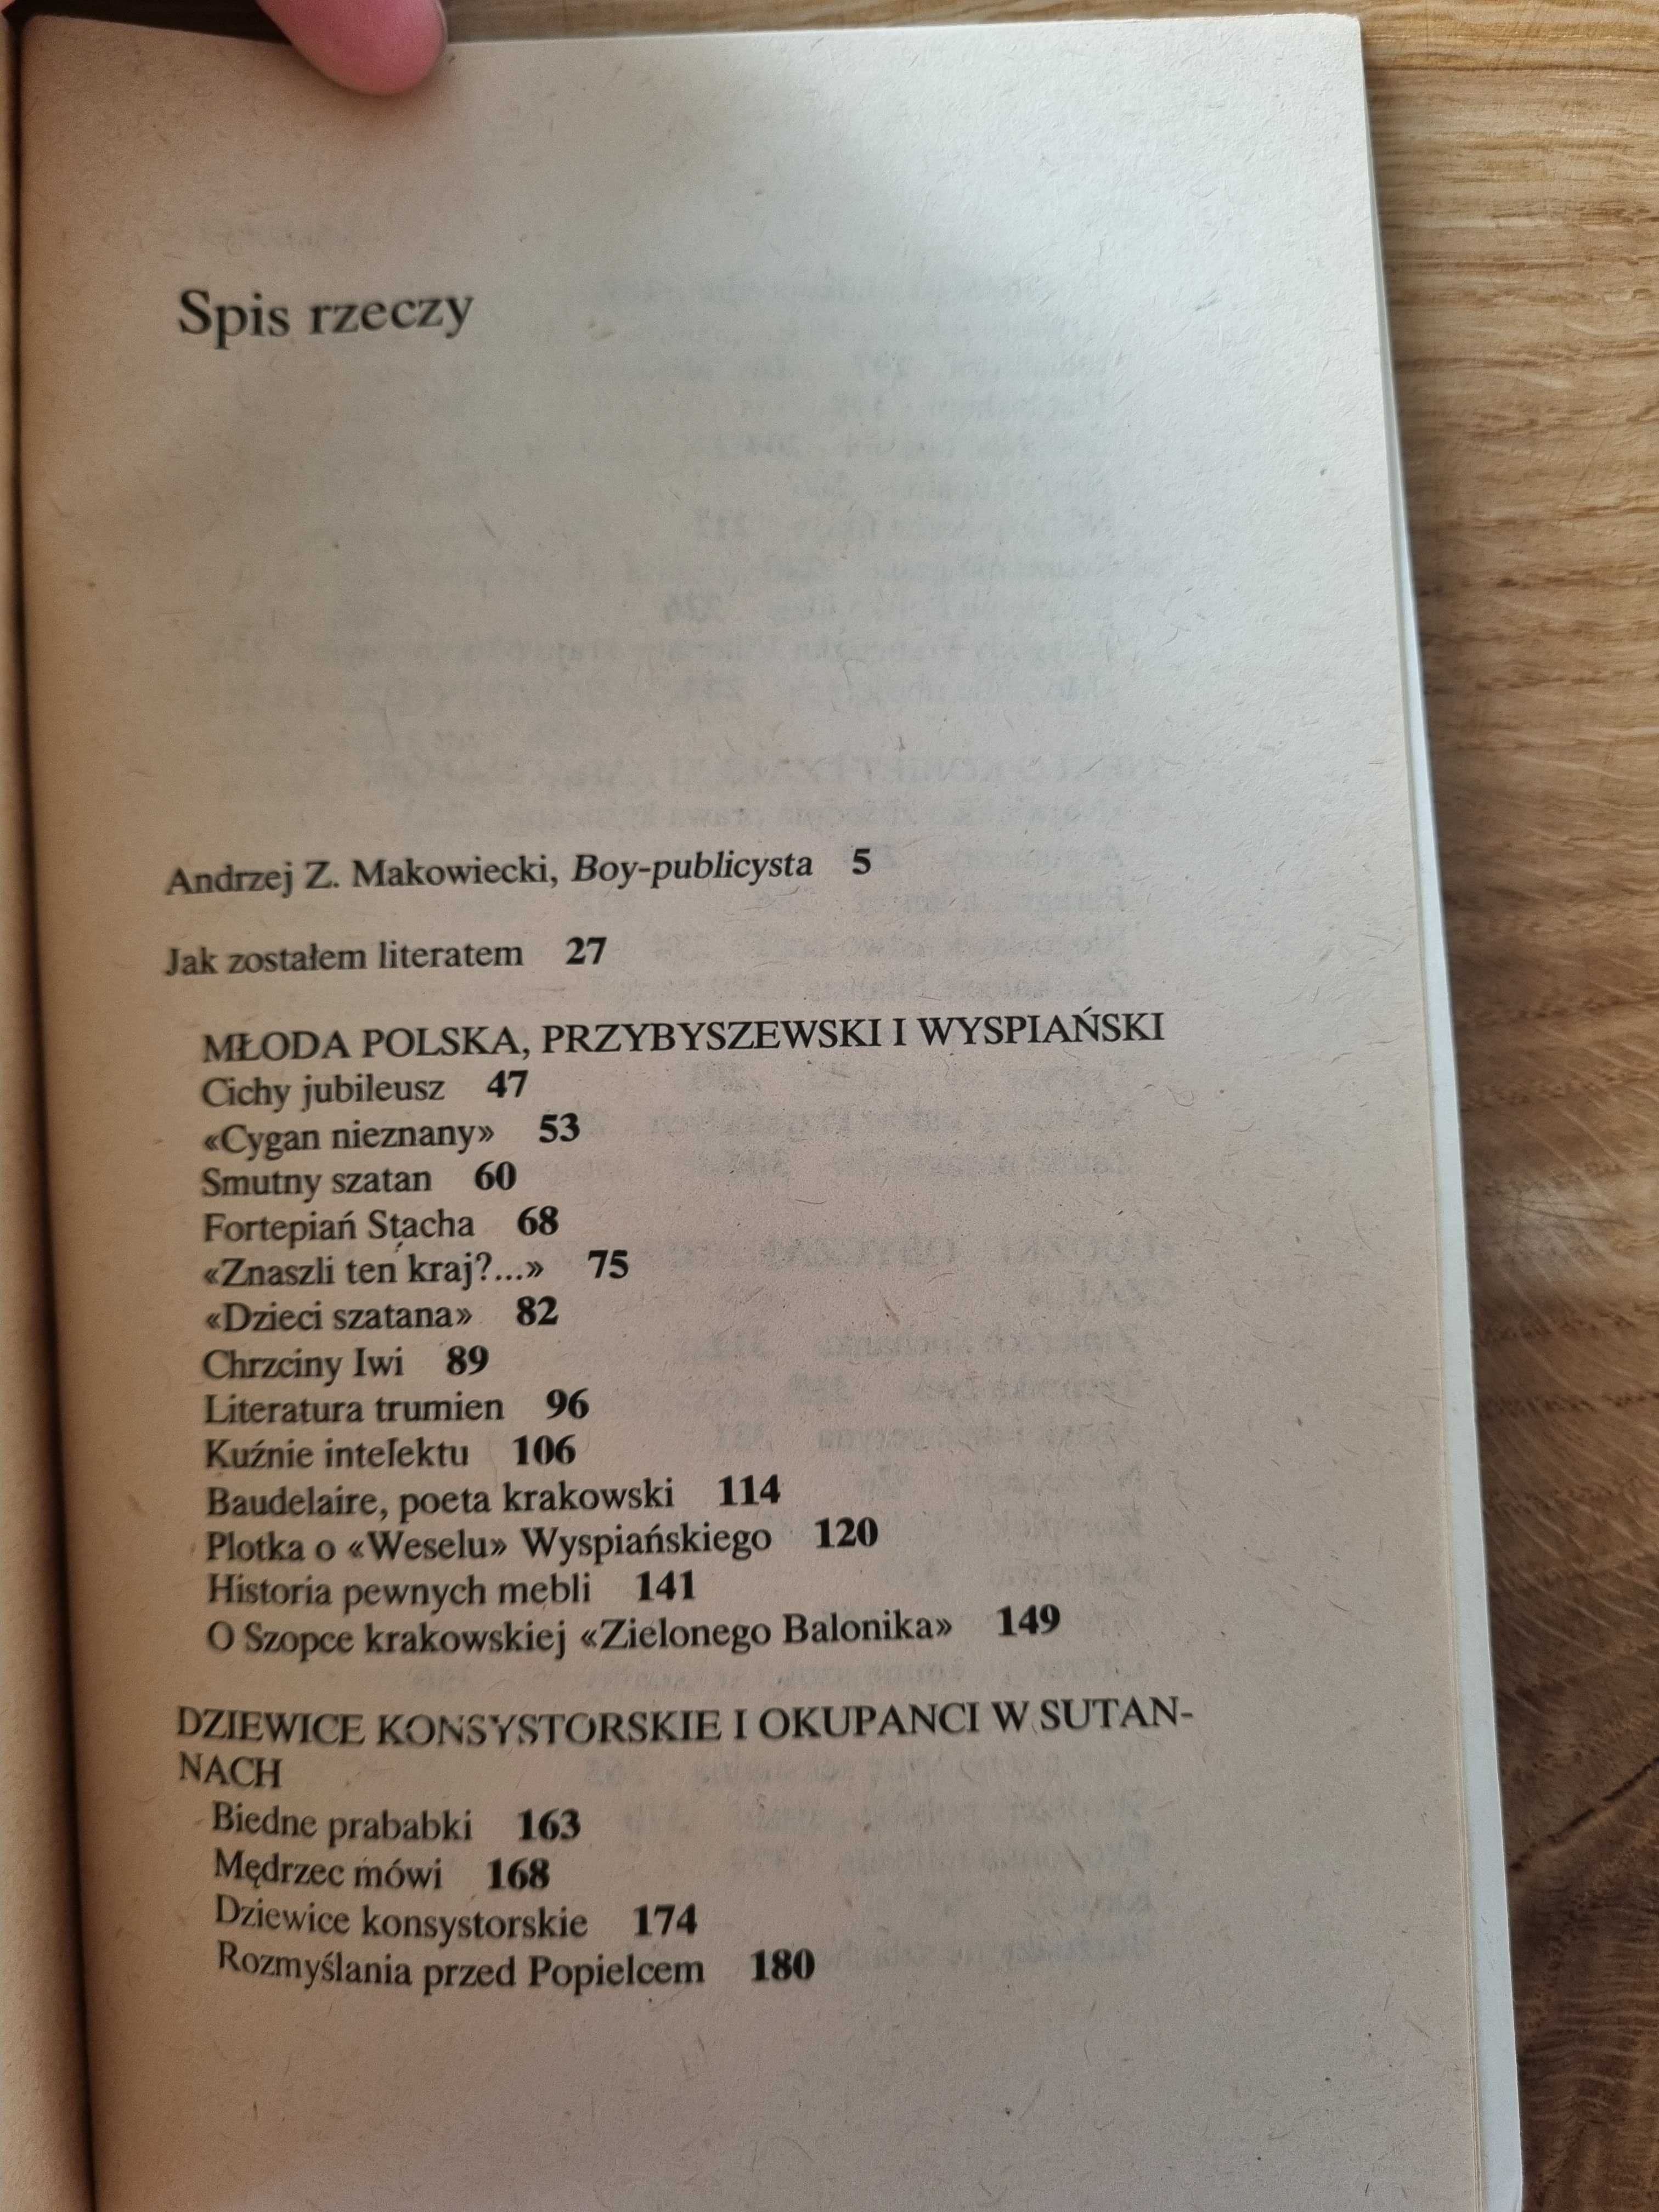 Spis rzeczy
Andrzej Z. Makowiecki, Boy-publicysta 5
Jak zostałem literatem 27
MŁODA POLSKA, PRZYBYSZEWSKI I WYSPIAŃSKI
Cichy jubileusz 47
«Cygan nieznany» 53
Smutny szatan 60
Fortepiań Stacha 68
«Znaszli ten kraj?...» 75
«Dzieci szatana» 82
Chrzciny Iwi 89
Literatura trumien 96
Kuźnie intelektu 106
Baudelaire, poeta krakowski 114
Plotka o «Weselu» Wyspiańskiego 120
Historia pewnych mebli 141
O Szopce krakowskiej «Zielonego Balonika» 149
DZIEWICE KONSYSTORSKIE I OKUPANCI W SUTAN-
NACH
Biedne prababki 163
Mędrzec mówi 168
Dziewice konsystorskie 174
Rozmyślania przed Popielcem 180